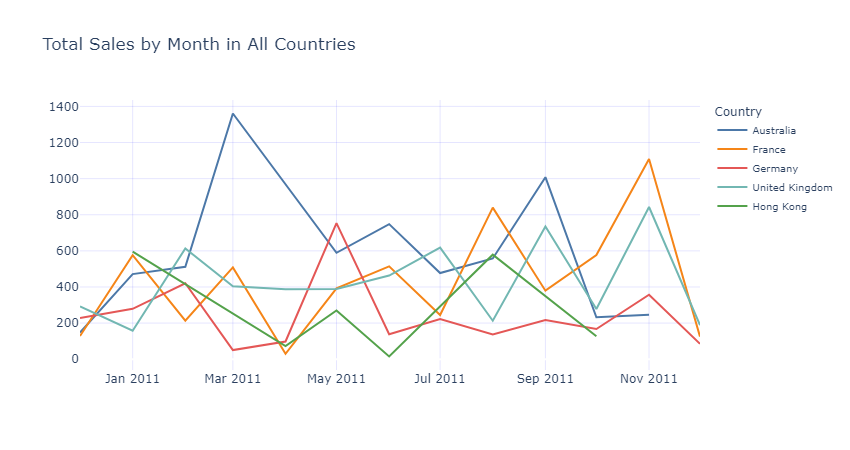 Total Sales by Month in All Countries
Country
Australia
France
Germany
United Kingdom
Hong Kong
1400
1200
1000
800
600
400
200
0
Jan 2011 Mar 2011 May 2011 Jul 2011 Sep 2011 Nov 2011